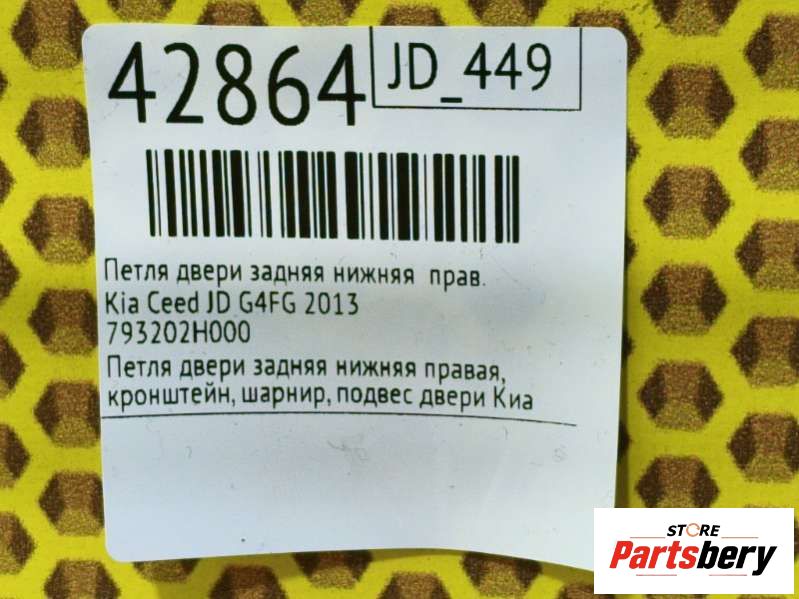 42864
JD_449
Петля двери задняя нижняя прав.
Kia Ceed JD G4FG 2013
793202H000
Петля двери задняя нижняя правая,
кронштейн, шарнир, подвес двери Киа
STORE
Partsbery